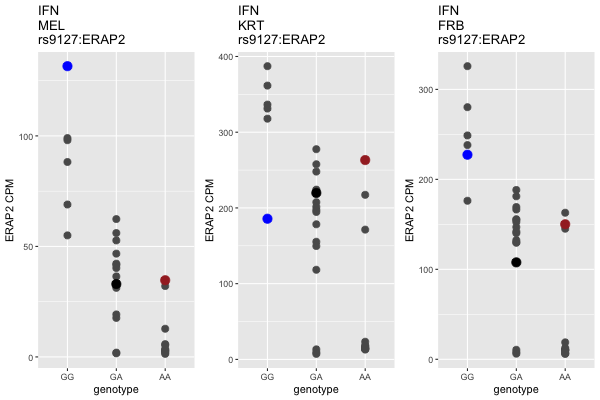 IFN
MEL
rs9127:ERAP2
ERAP2 CPM
100
50
0
GG GA AA
genotype
IFN
KRT
rs9127:ERAP2
ERAP2 CPM
400
300
200
100
0
GG GA AA
genotype
IFN
FRB
rs9127:ERAP2
ERAP2 CPM
300
200
100
0
GG GA AA
genotype